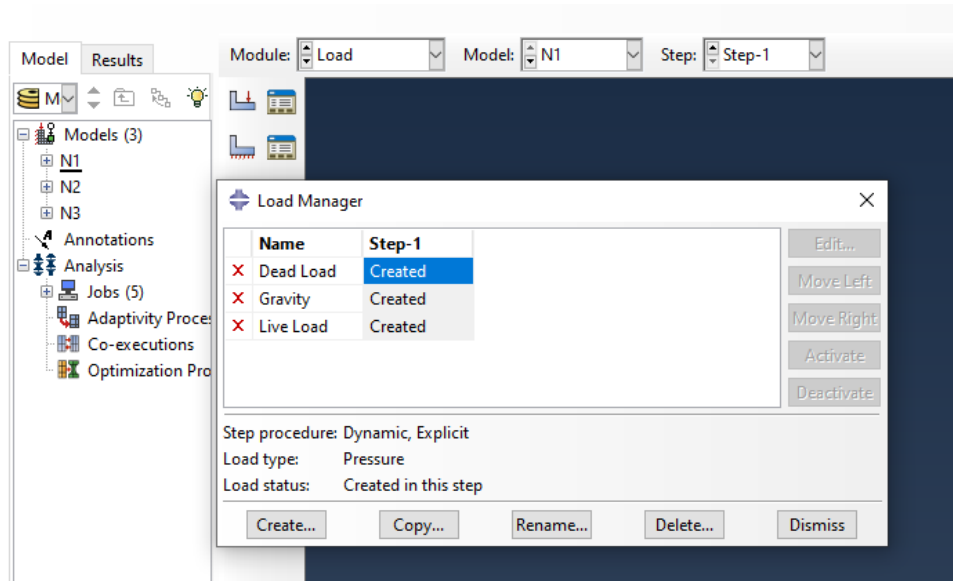 Model Results
Module: Load Model: N1 Step: Step-1
M
Models (3)
N1
N2
N3
Annotations
Analysis
Jobs (5)
Adaptivity Proce
Co-executions
Optimization Pro
Load Manager
Name Step-1
Dead Load Created
Gravity Created
Live Load Created
Edit...
Move Left
Move Right
Activate
Deactivate
Step procedure: Dynamic, Explicit
Load type: Pressure
Load status: Created in this step
Create... Copy... Rename... Delete... Dismiss